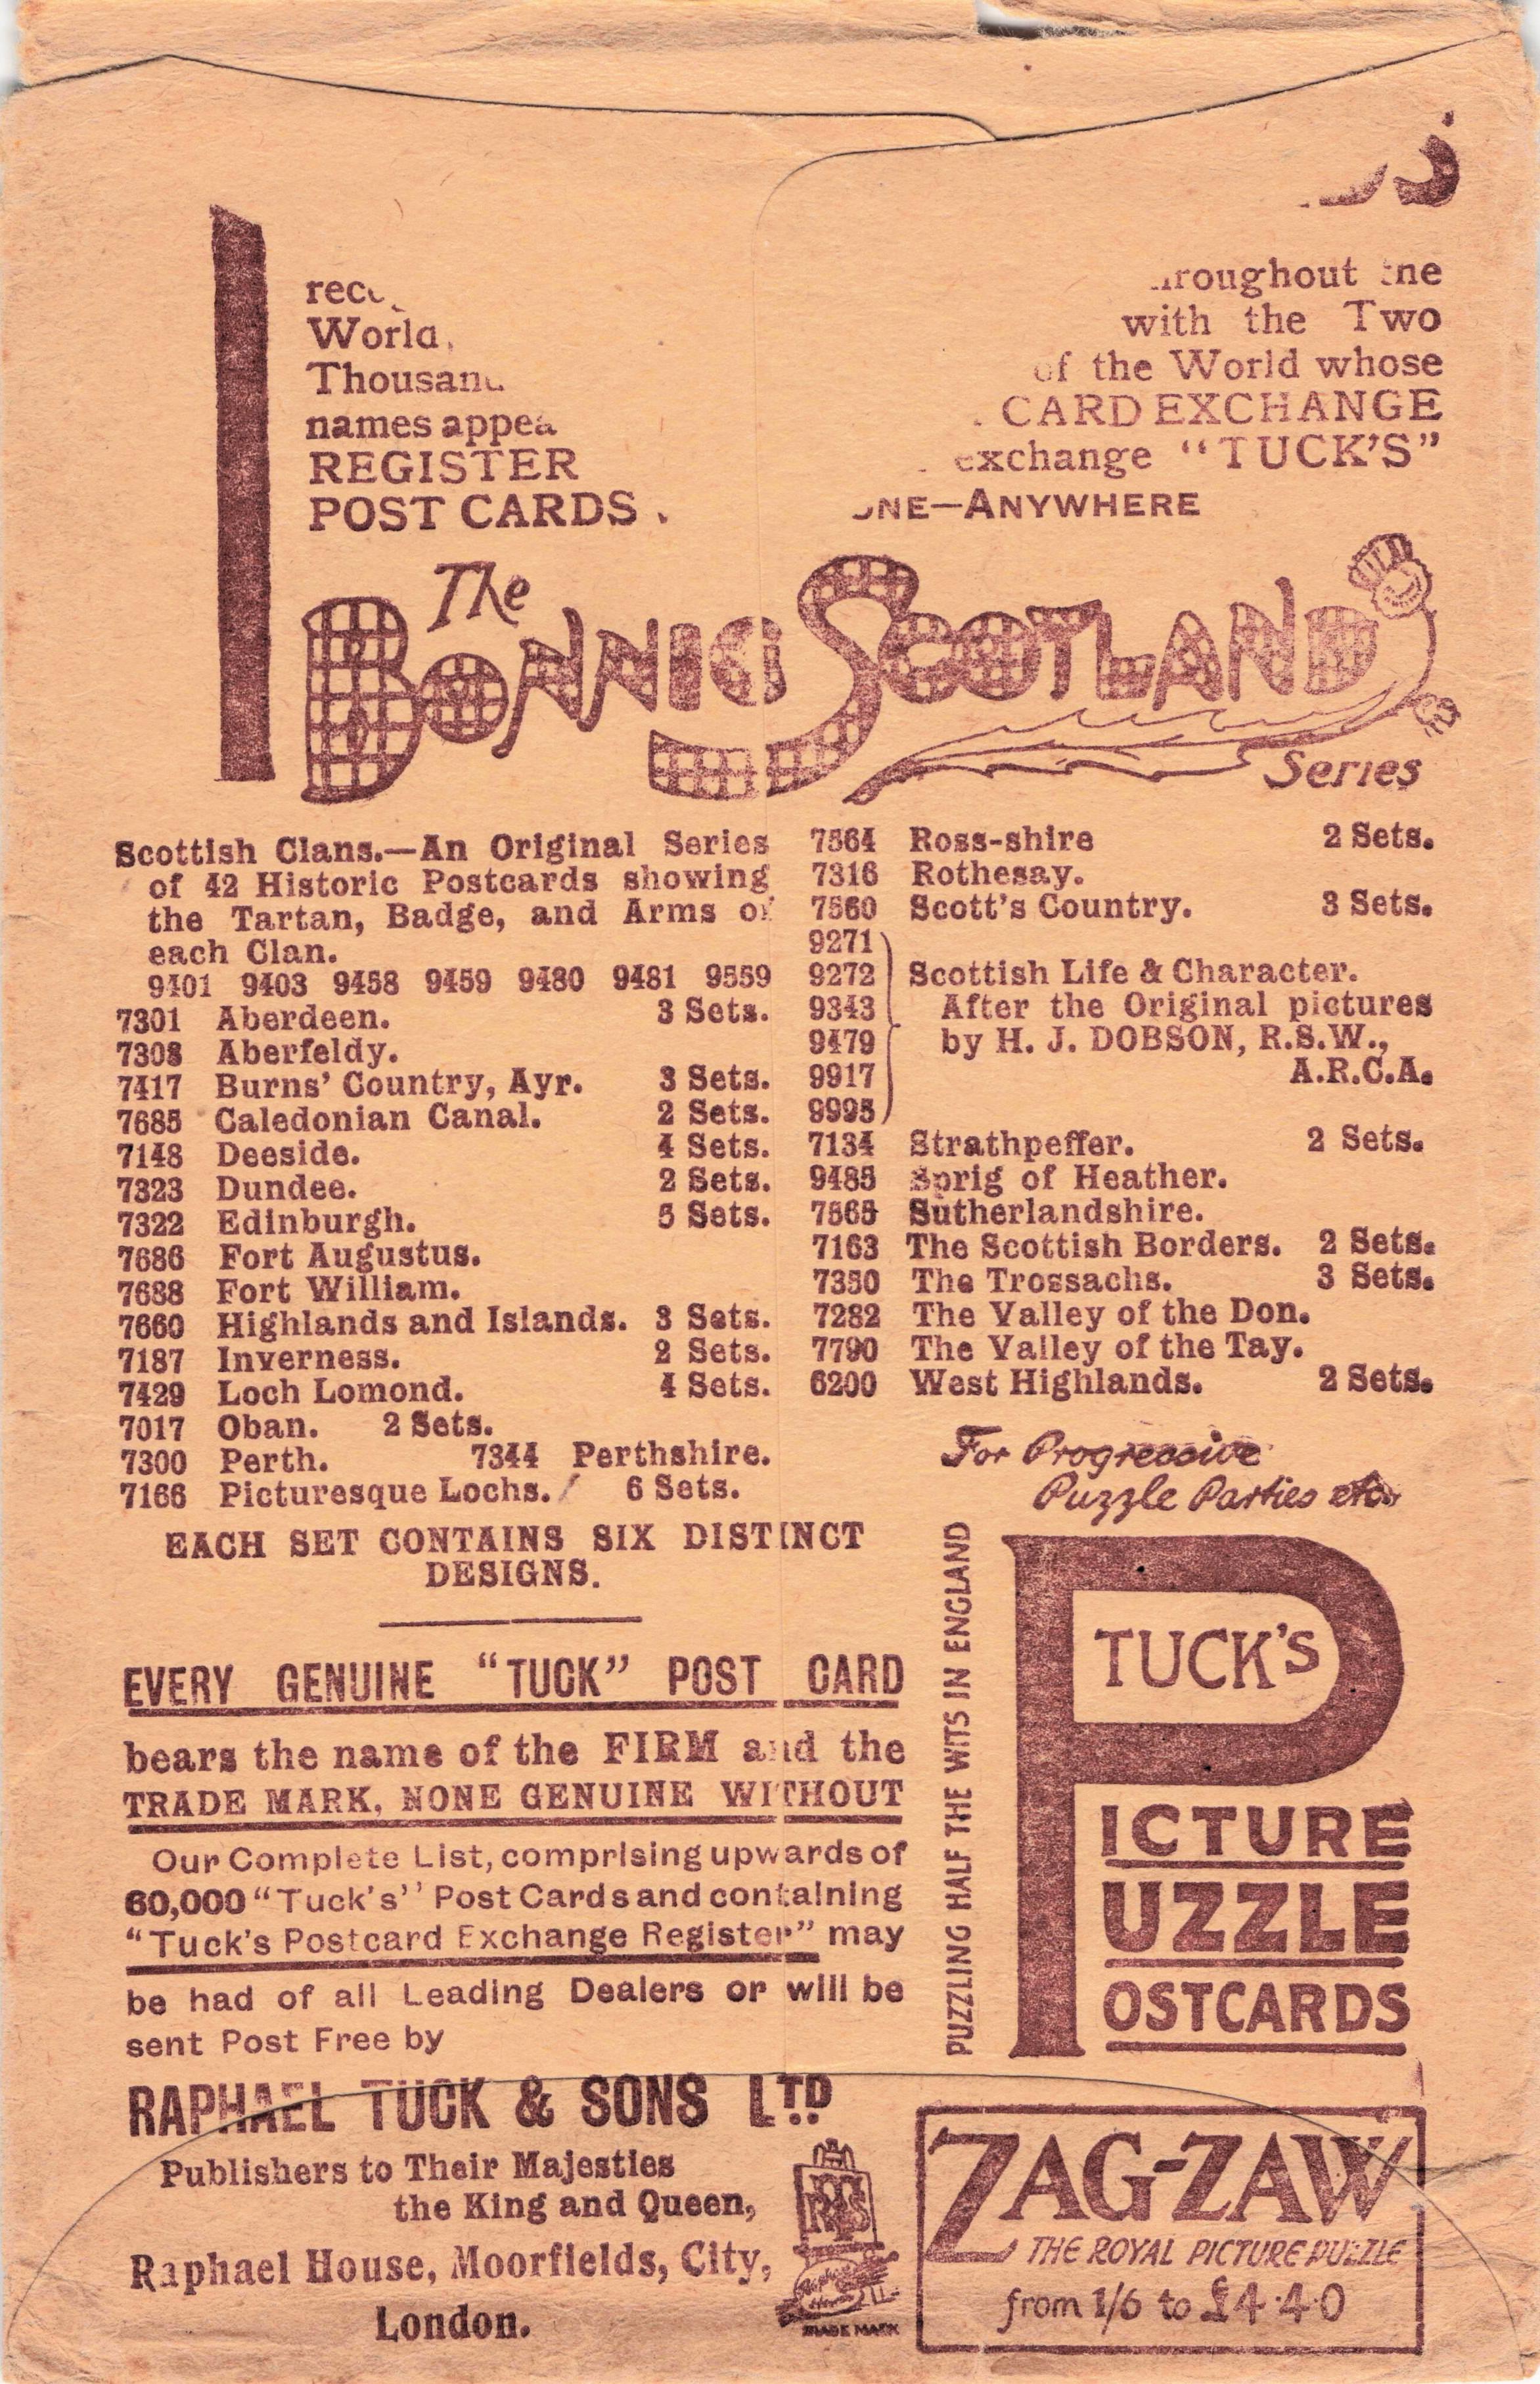 World,
names
REGISTER
POST CARDS
with the Two
of the World whose
CARD EXCHANGE
exchange "TUCK'S"
—ANYWHERE
The
BONNIE SCOTLAND
Series
Scottish Clans.—An Original Series
of 42 Historic Postcards showing
the Tartan, Badge, and Arms of
each Clan.
9401 9403 9458 9459 9480 9481 9559
7301 Aberdeen. 3 Sets.
7308 Aberfeldy.
7417 Burns' Country, Ayr. 3 Sets.
7685 Caledonian Canal. 2 Sets.
7148 Deeside. 4 Sets.
7323 Dundee. 2 Sets.
7322 Edinburgh. 5 Sets.
7686 Fort Augustus.
7688 Fort William.
7660 Highlands and Islands. 3 Sets.
7187 Inverness. 2 Sets.
7429 Loch Lomond. 4 Sets.
7017 Oban. 2 Sets.
7300 Perth. 7344 Perthshire.
7166 Picturesque Lochs. 6 Sets.
EACH SET CONTAINS SIX DISTINCT
DESIGNS.
7564 Ross-shire 2 Sets.
7316 Rothesay.
7560 Scott's Country. 3 Sets.
9271
9272 Scottish Life & Character.
9343 After the Original pictures
9479 by H. J. DOBSON, R.S.W.,
9917 A.R.C.A.
9995
7134 Strathpeffer. 2 Sets.
9485 Sprig of Heather.
7565 Sutherlandshire.
7163 The Scottish Borders. 2 Sets.
7350 The Trossachs. 3 Sets.
7282 The Valley of the Don.
7790 The Valley of the Tay.
6200 West Highlands. 2 Sets.
EVERY GENUINE "TUCK" POST CARD
bears the name of the FIRM and the
TRADE MARK, NONE GENUINE WITHOUT
Our Complete List, comprising upwards of
60,000 "Tuck's'' Post Cards and containing
"Tuck's Postcard Exchange Register" may
be had of all Leading Dealers or will be
sent Post Free by
RAPHAEL TUCK & SONS LTD.
Publishers to Their Majesties
the King and Queen,
Raphael House, Moorfields, City,
London.
TRADE MARK
For Progressive
Puzzle Parties etc.
PUZZLING HALF THE WITS IN ENGLAND
TUCK'S
PICTURE
PUZZLE
POSTCARDS
ZAG-ZAW
THE ROYAL PICTURE PUZZLE
from 1/6 to £4·4·0